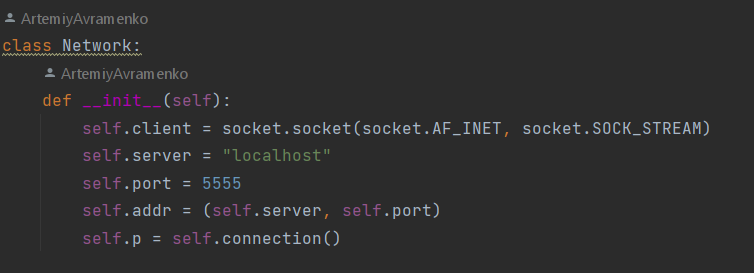 ArtemiyAvramenko
class Network:
ArtemiyAvramenko
def __init__(self):
self.client = socket.socket(socket.AF_INET, socket.SOCK_STREAM)
self.server = "localhost"
self.port = 5555
self.addr = (self.server, self.port)
self.p = self.connection()